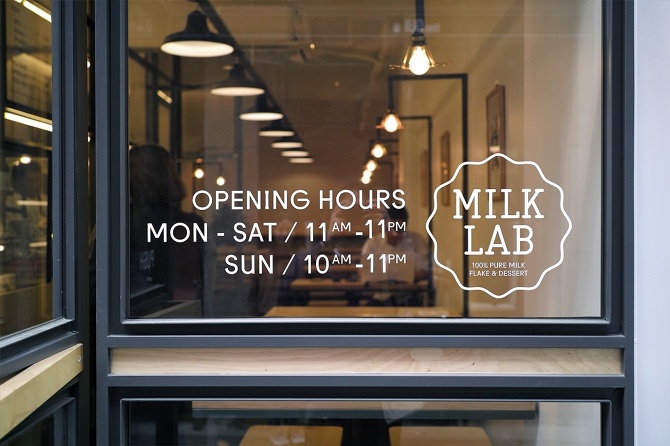 OPENING HOURS
MON - SAT / 11AM-11PM
SUN / 10AM-11PM
MILK
LAB
100% PURE MILK
FLAKE & DESSERT